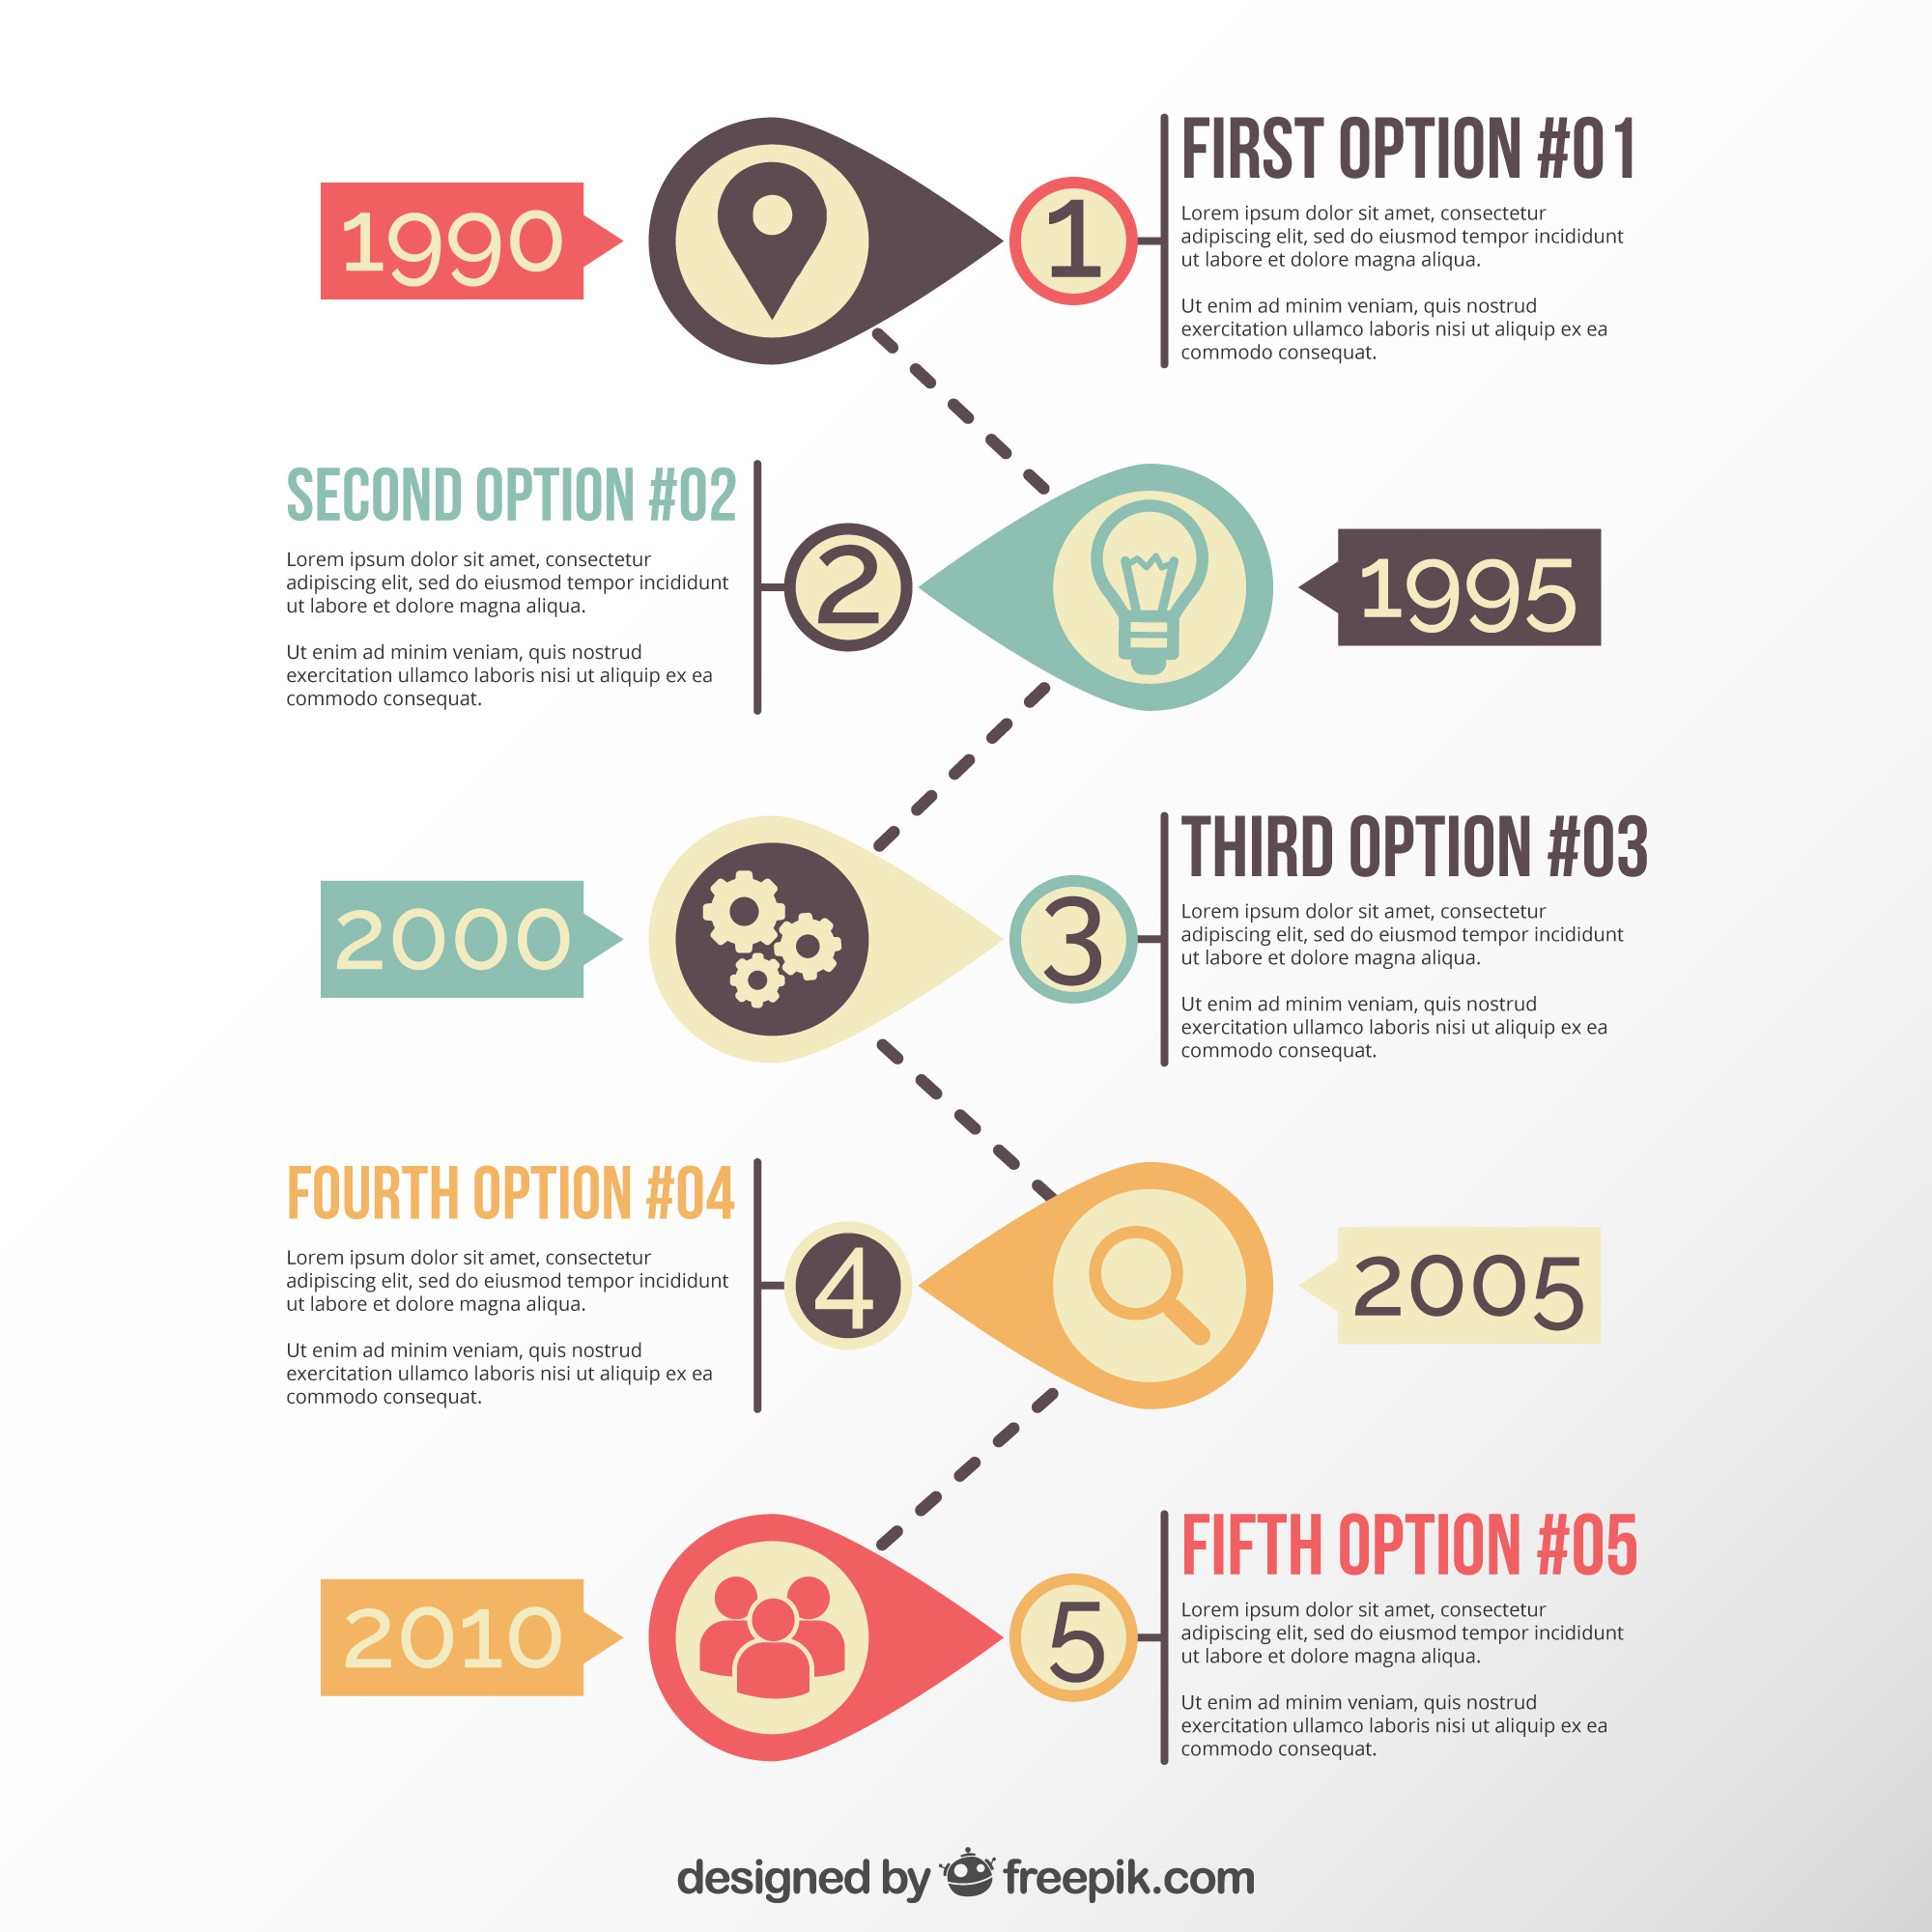 1990
1
FIRST OPTION #01
Lorem ipsum dolor sit amet, consectetur
adipiscing elit, sed do eiusmod tempor incididunt
ut labore et dolore magna aliqua.
Ut enim ad minim veniam, quis nostrud
exercitation ullamco laboris nisi ut aliquip ex ea
commodo consequat.
SECOND OPTION #02
Lorem ipsum dolor sit amet, consectetur
adipiscing elit, sed do eiusmod tempor incididunt
ut labore et dolore magna aliqua.
Ut enim ad minim veniam, quis nostrud
exercitation ullamco laboris nisi ut aliquip ex ea
commodo consequat.
2
1995
2000
3
THIRD OPTION #03
Lorem ipsum dolor sit amet, consectetur
adipiscing elit, sed do eiusmod tempor incididunt
ut labore et dolore magna aliqua.
Ut enim ad minim veniam, quis nostrud
exercitation ullamco laboris nisi ut aliquip ex ea
commodo consequat.
FOURTH OPTION #04
Lorem ipsum dolor sit amet, consectetur
adipiscing elit, sed do eiusmod tempor incididunt
ut labore et dolore magna aliqua.
Ut enim ad minim veniam, quis nostrud
exercitation ullamco laboris nisi ut aliquip ex ea
commodo consequat.
4
2005
2010
5
FIFTH OPTION #05
Lorem ipsum dolor sit amet, consectetur
adipiscing elit, sed do eiusmod tempor incididunt
ut labore et dolore magna aliqua.
Ut enim ad minim veniam, quis nostrud
exercitation ullamco laboris nisi ut aliquip ex ea
commodo consequat.
designed by freepik.com